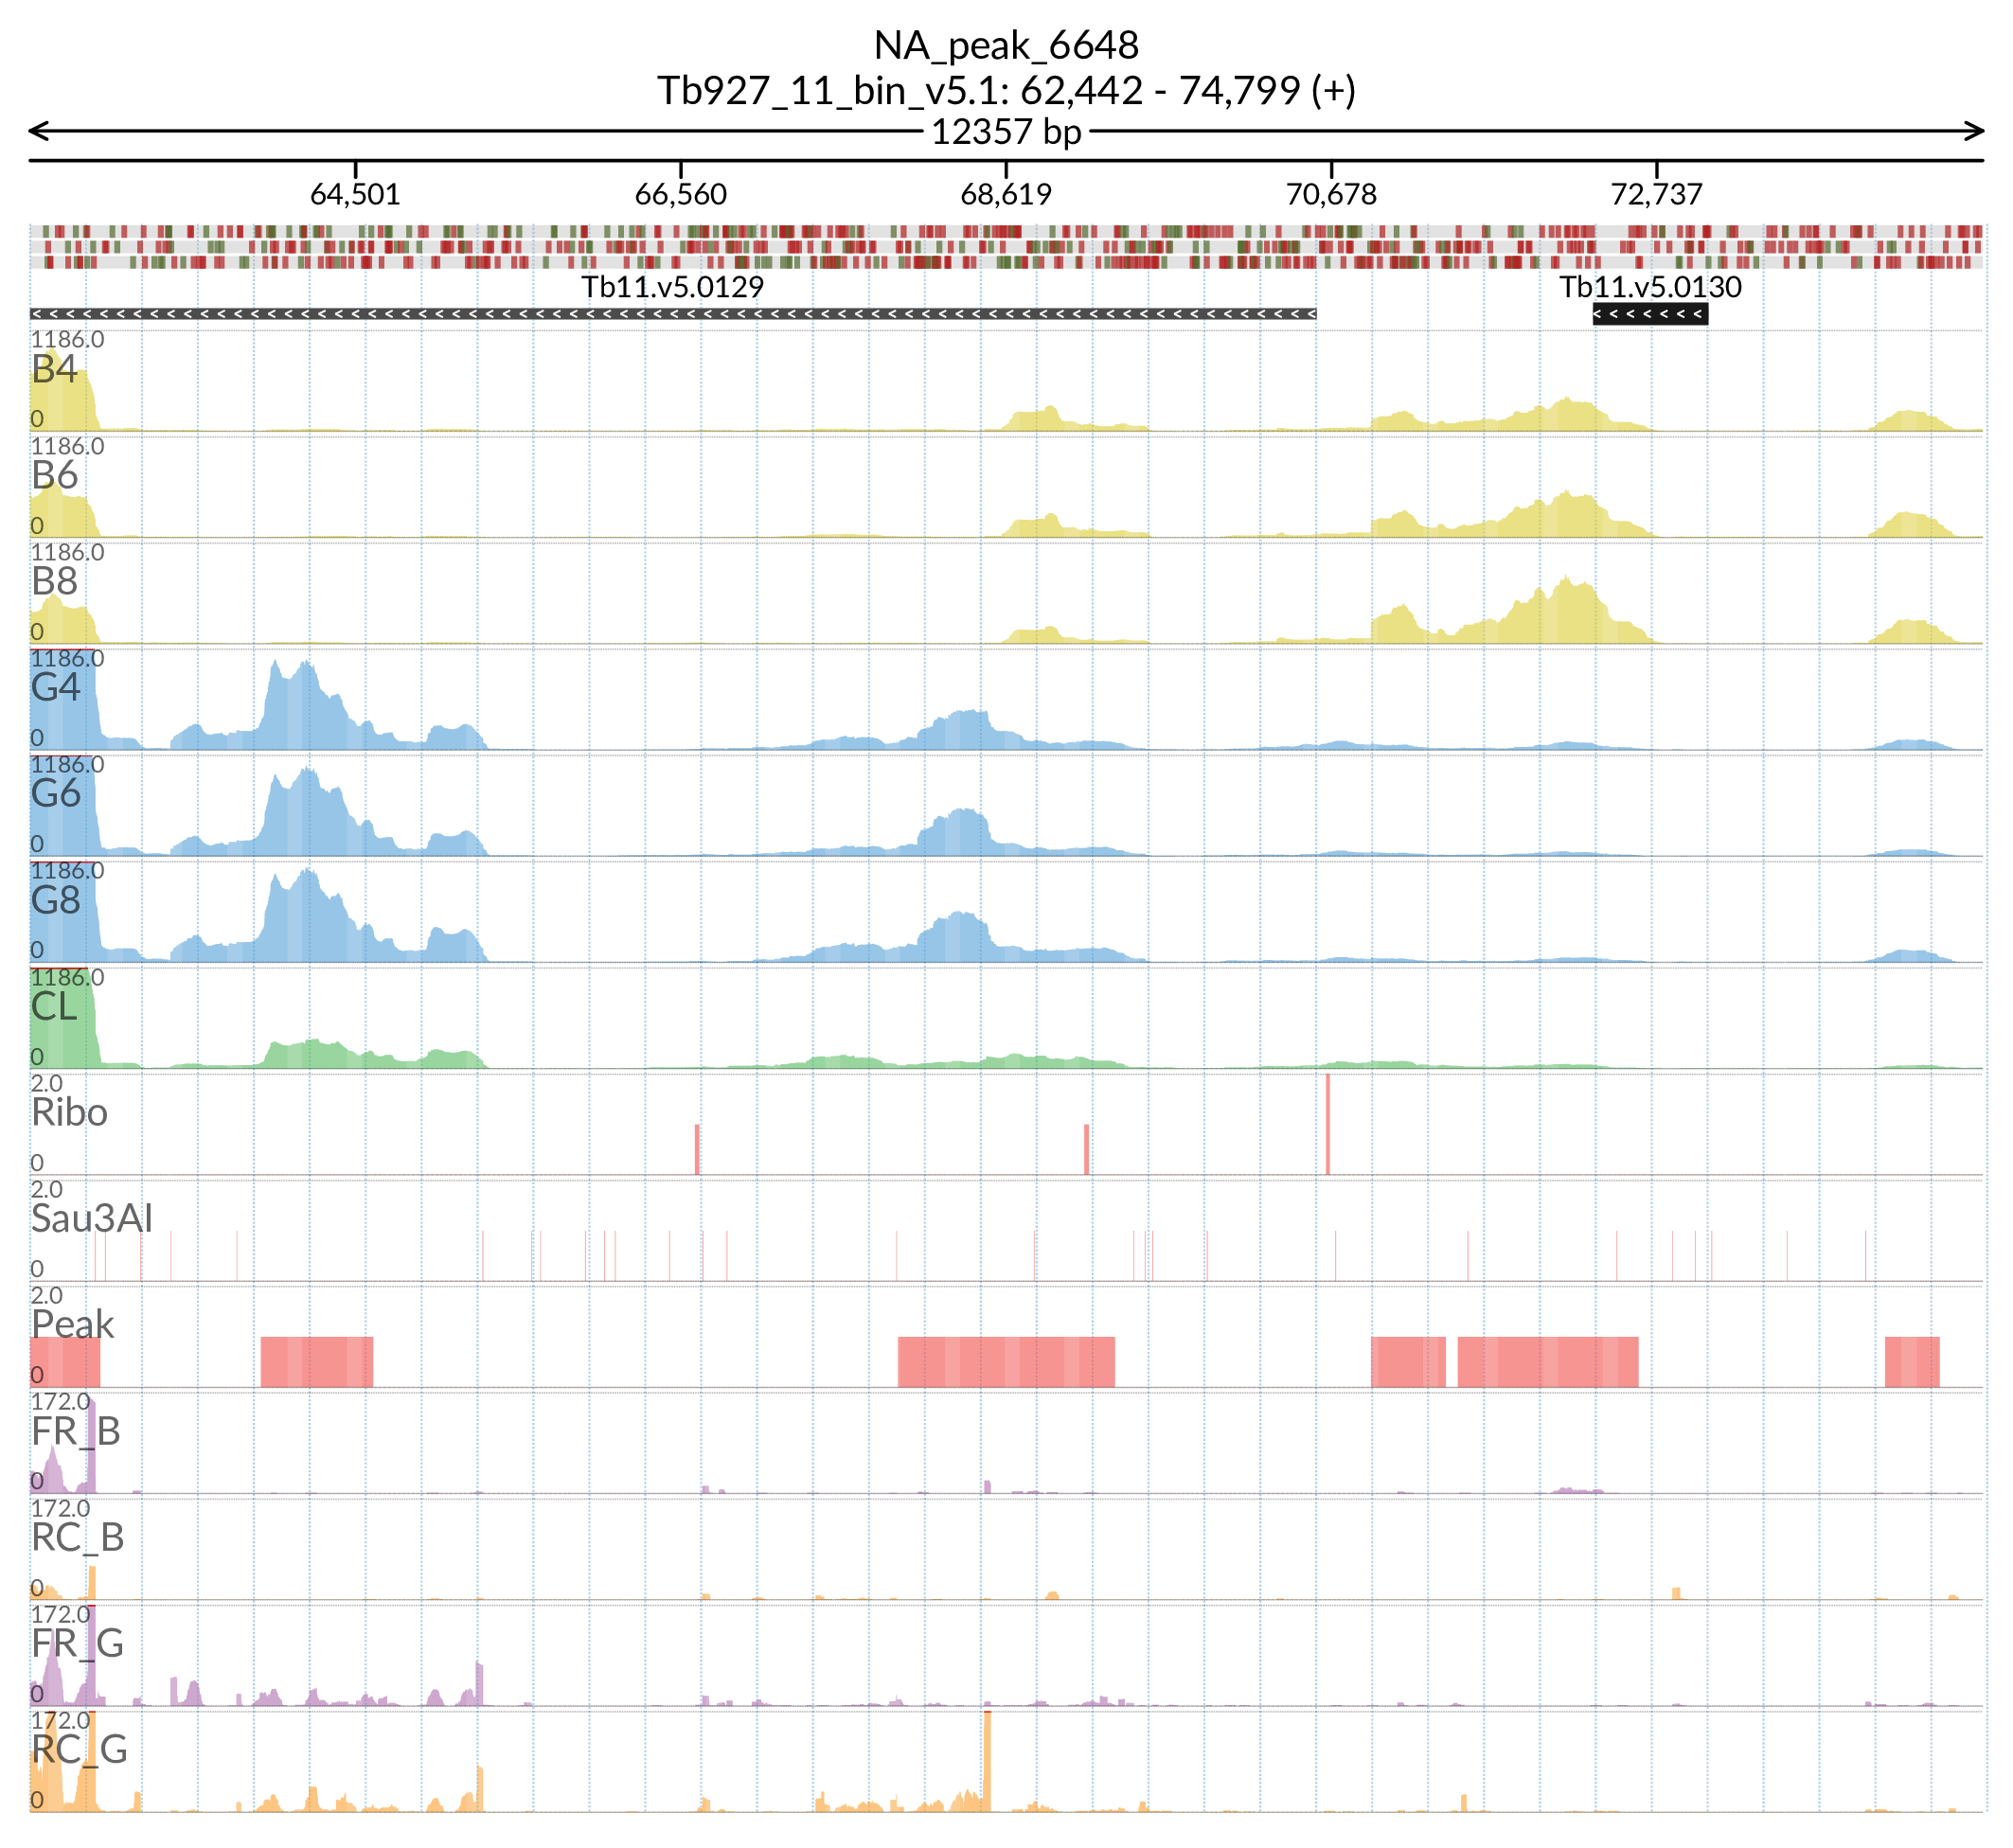 NA_peak_6648
Tb927_11_bin_v5.1: 62,442 - 74,799 (+)
12357 bp
64,501 66,560 68,619 70,678 72,737
Tb11.v5.0129 Tb11.v5.0130
1186.0
B4
0
1186.0
B6
0
1186.0
B8
0
1186.0
G4
0
1186.0
G6
0
1186.0
G8
0
1186.0
CL
0
2.0
Ribo
0
2.0
Sau3AI
0
2.0
Peak
0
172.0
FR_B
0
172.0
RC_B
0
172.0
FR_G
0
172.0
RC_G
0